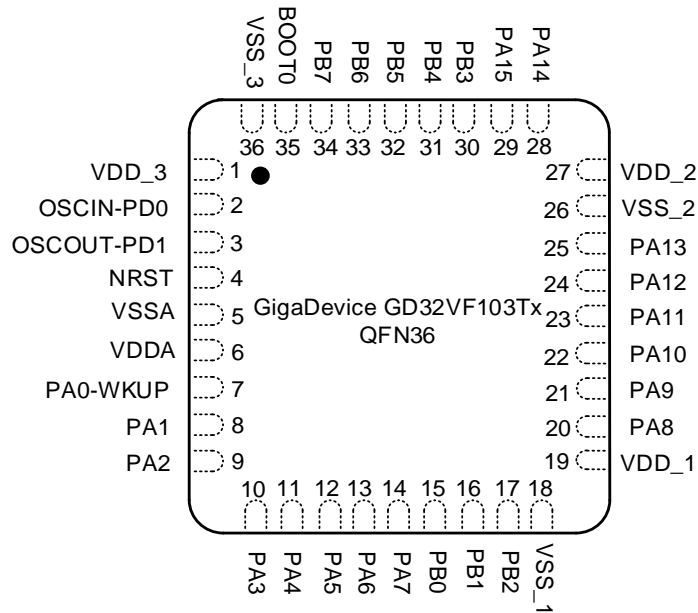 VSS_3
BOOT0
PB7
PB6
PB5
PB4
PB3
PA15
PA14
36 35 34 33 32 31 30 29 28
VDD_3 1
OSCIN-PD0 2
OSCOUT-PD1 3
NRST 4
VSSA 5
VDDA 6
PA0-WKUP 7
PA1 8
PA2 9
GigaDevice GD32VF103Tx
QFN36
27 VDD_2
26 VSS_2
25 PA13
24 PA12
23 PA11
22 PA10
21 PA9
20 PA8
19 VDD_1
10 11 12 13 14 15 16 17 18
PA3
PA4
PA5
PA6
PA7
PB0
PB1
PB2
VSS_1